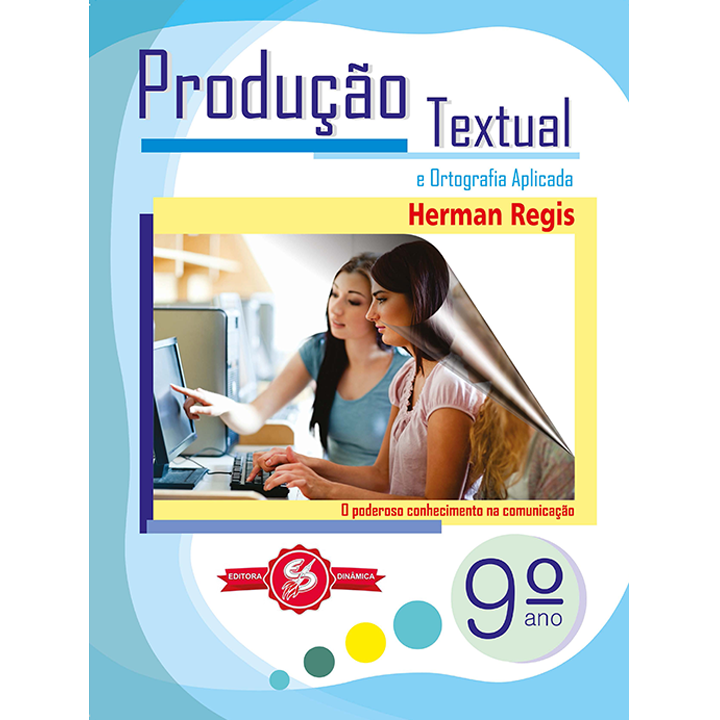 Produção
Textual
e Ortografia Aplicada
Herman Regis
O poderoso conhecimento na comunicação
EDITORA DINÂMICA
9º
ano